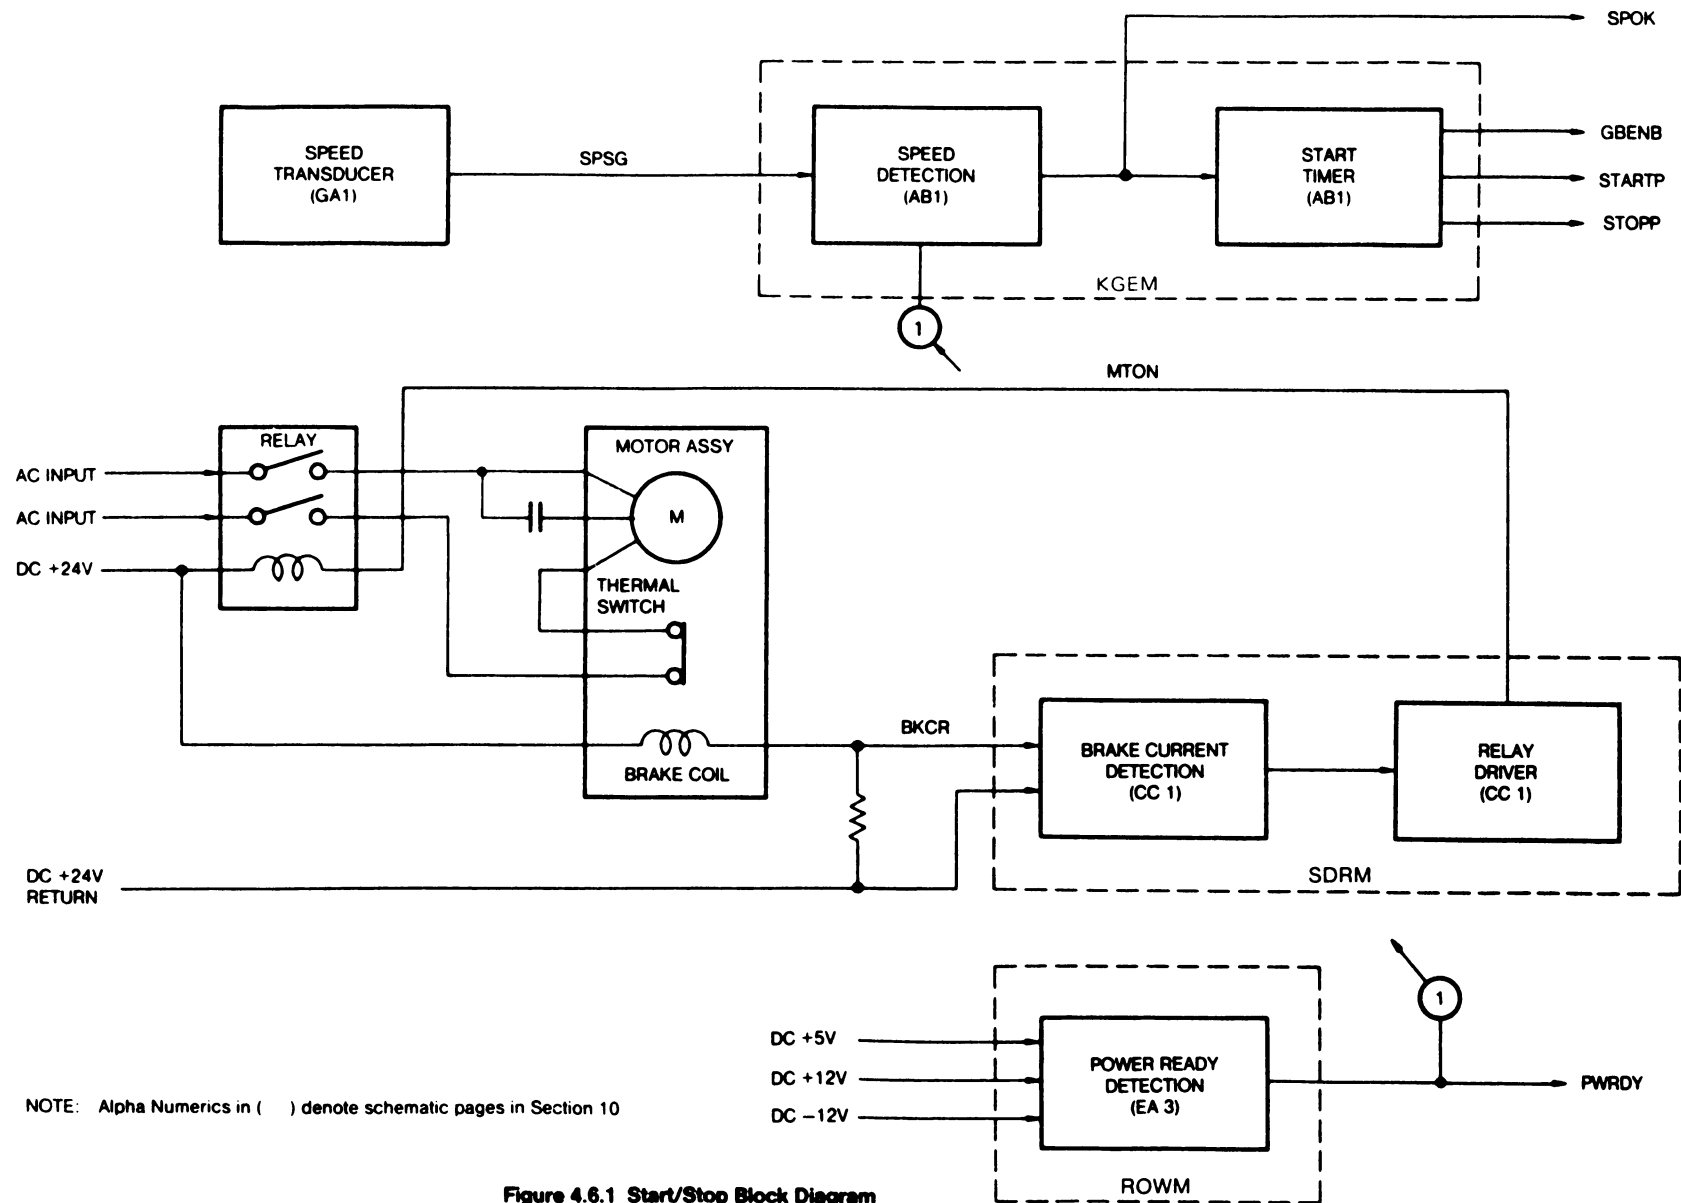 SPOK
SPEED
TRANSDUCER
(GA1)
SPSG
SPEED
DETECTION
(AB1)
START
TIMER
(AB1)
GBENB
STARTP
STOPP
KGEM
1
MTON
RELAY
AC INPUT
AC INPUT
DC +24V
MOTOR ASSY
M
THERMAL
SWITCH
BRAKE COIL
BKCR
BRAKE CURRENT
DETECTION
(CC 1)
RELAY
DRIVER
(CC 1)
SDRM
DC +24V
RETURN
1
DC +5V
DC +12V
DC −12V
POWER READY
DETECTION
(EA 3)
PWRDY
ROWM
NOTE: Alpha Numerics in ( ) denote schematic pages in Section 10
Figure 4.6.1 Start/Stop Block Diagram